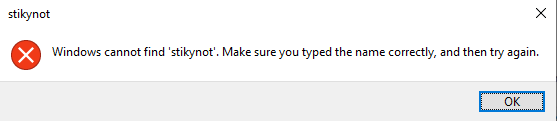 stikynot
Windows cannot find 'stikynot'. Make sure you typed the name correctly, and then try again.
OK